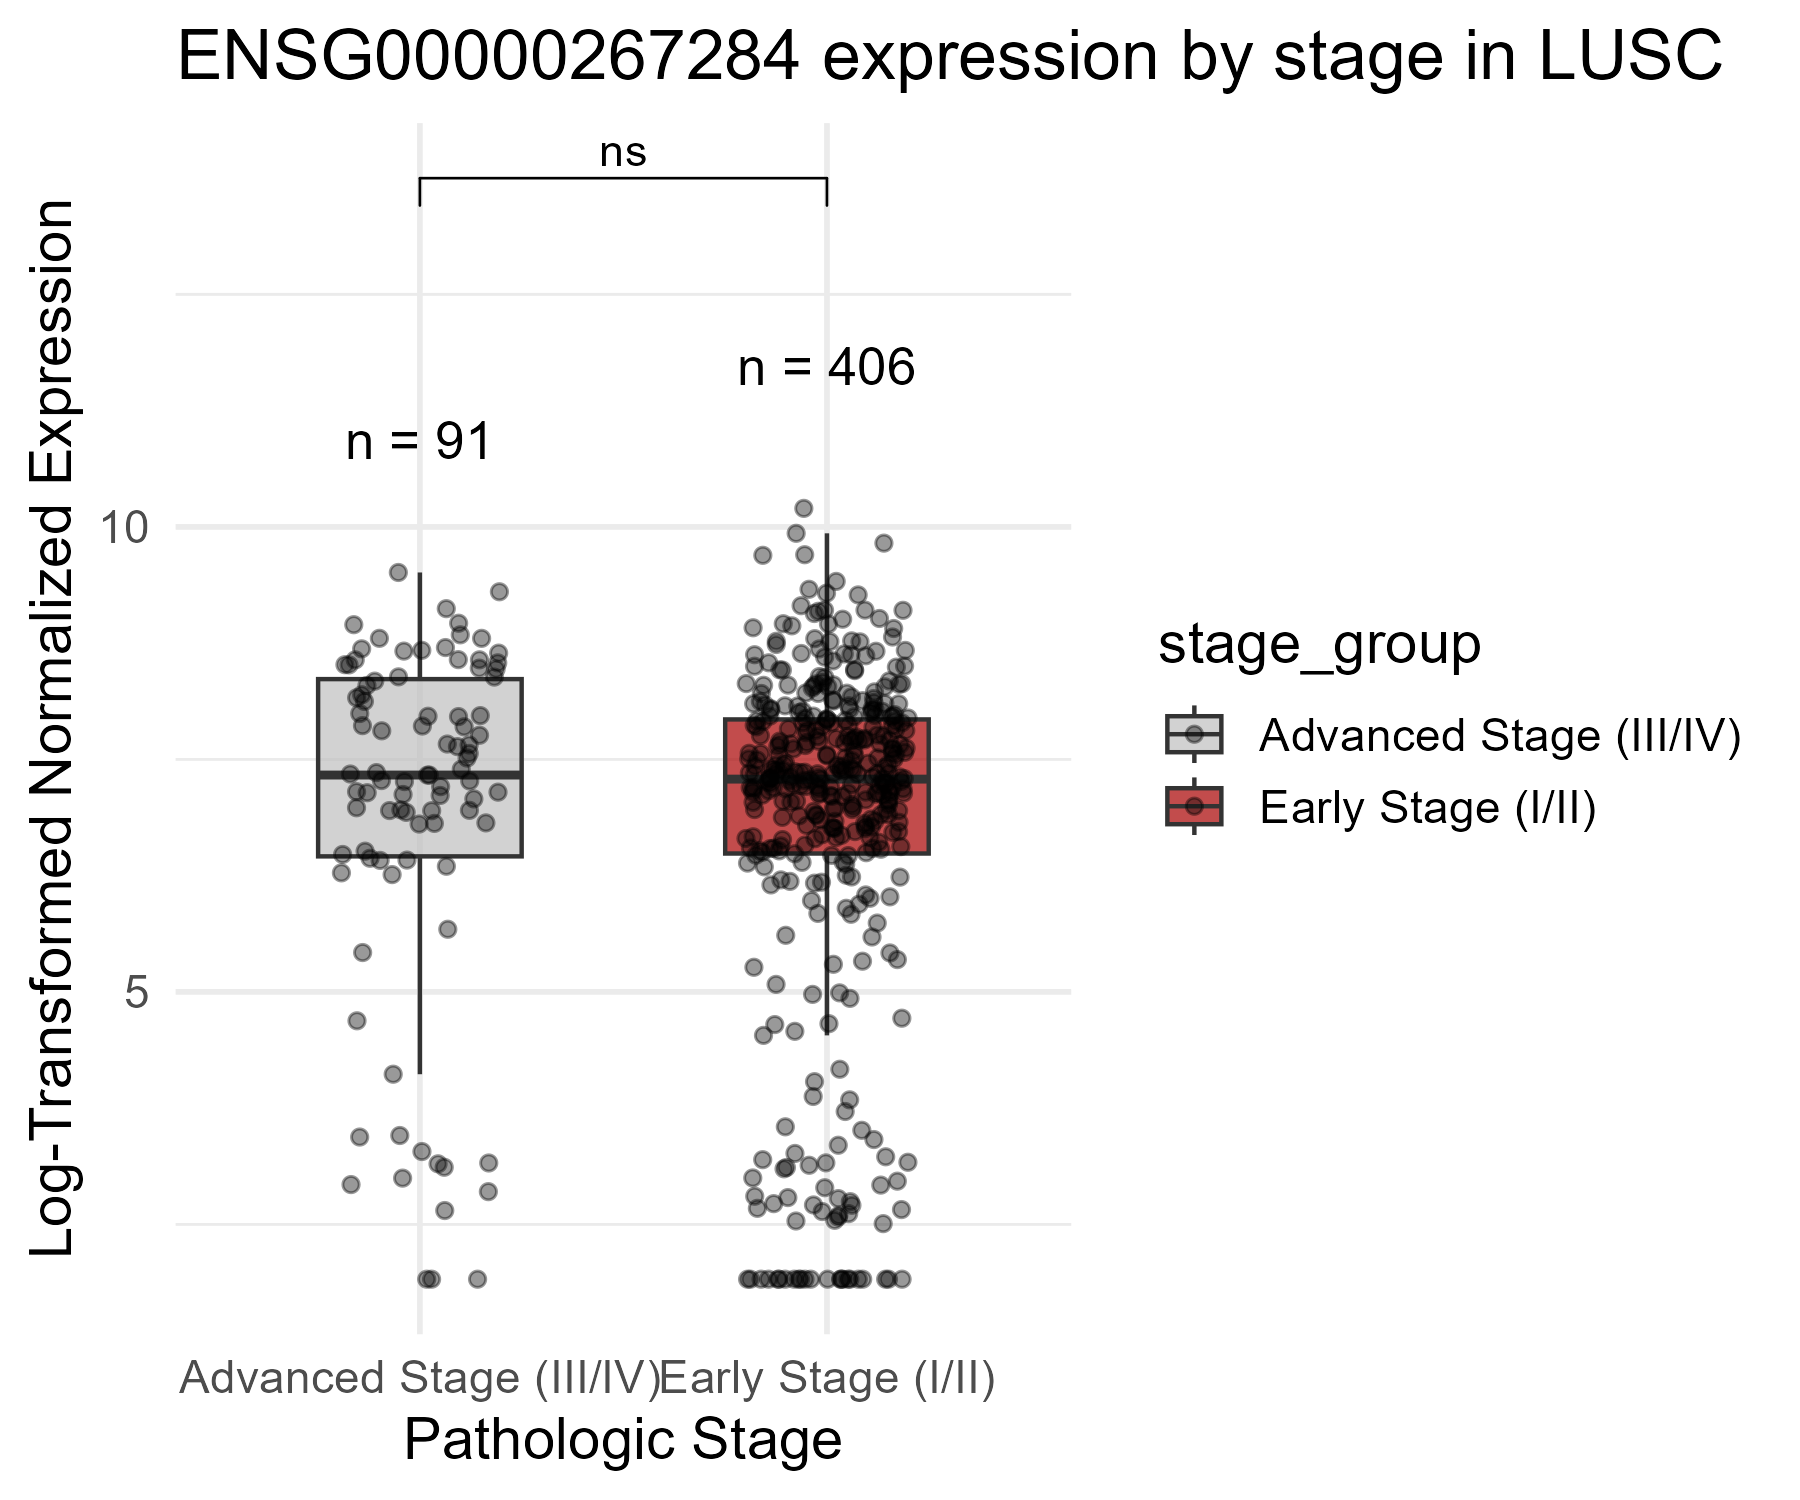 ENSG00000267284 expression by stage in LUSC
ns
n = 406
n = 91
10
5
Log-Transformed Normalized Expression
stage_group
Advanced Stage (III/IV)
Early Stage (I/II)
Advanced Stage (III/IV)
Early Stage (I/II)
Pathologic Stage